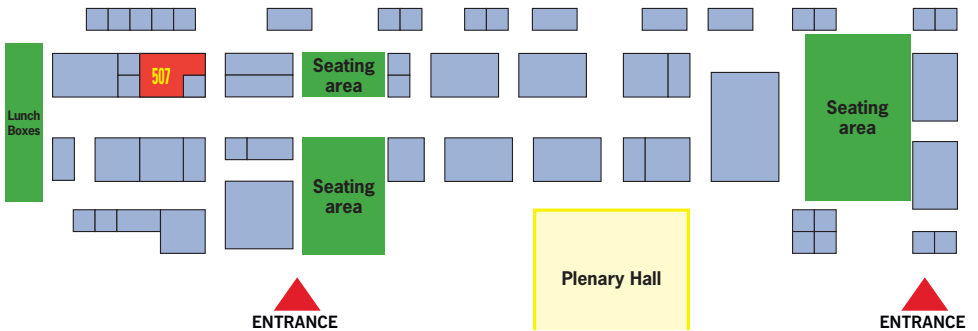 507
Seating
area
Lunch
Boxes
Seating
area
Seating
area
Plenary Hall
ENTRANCE
ENTRANCE